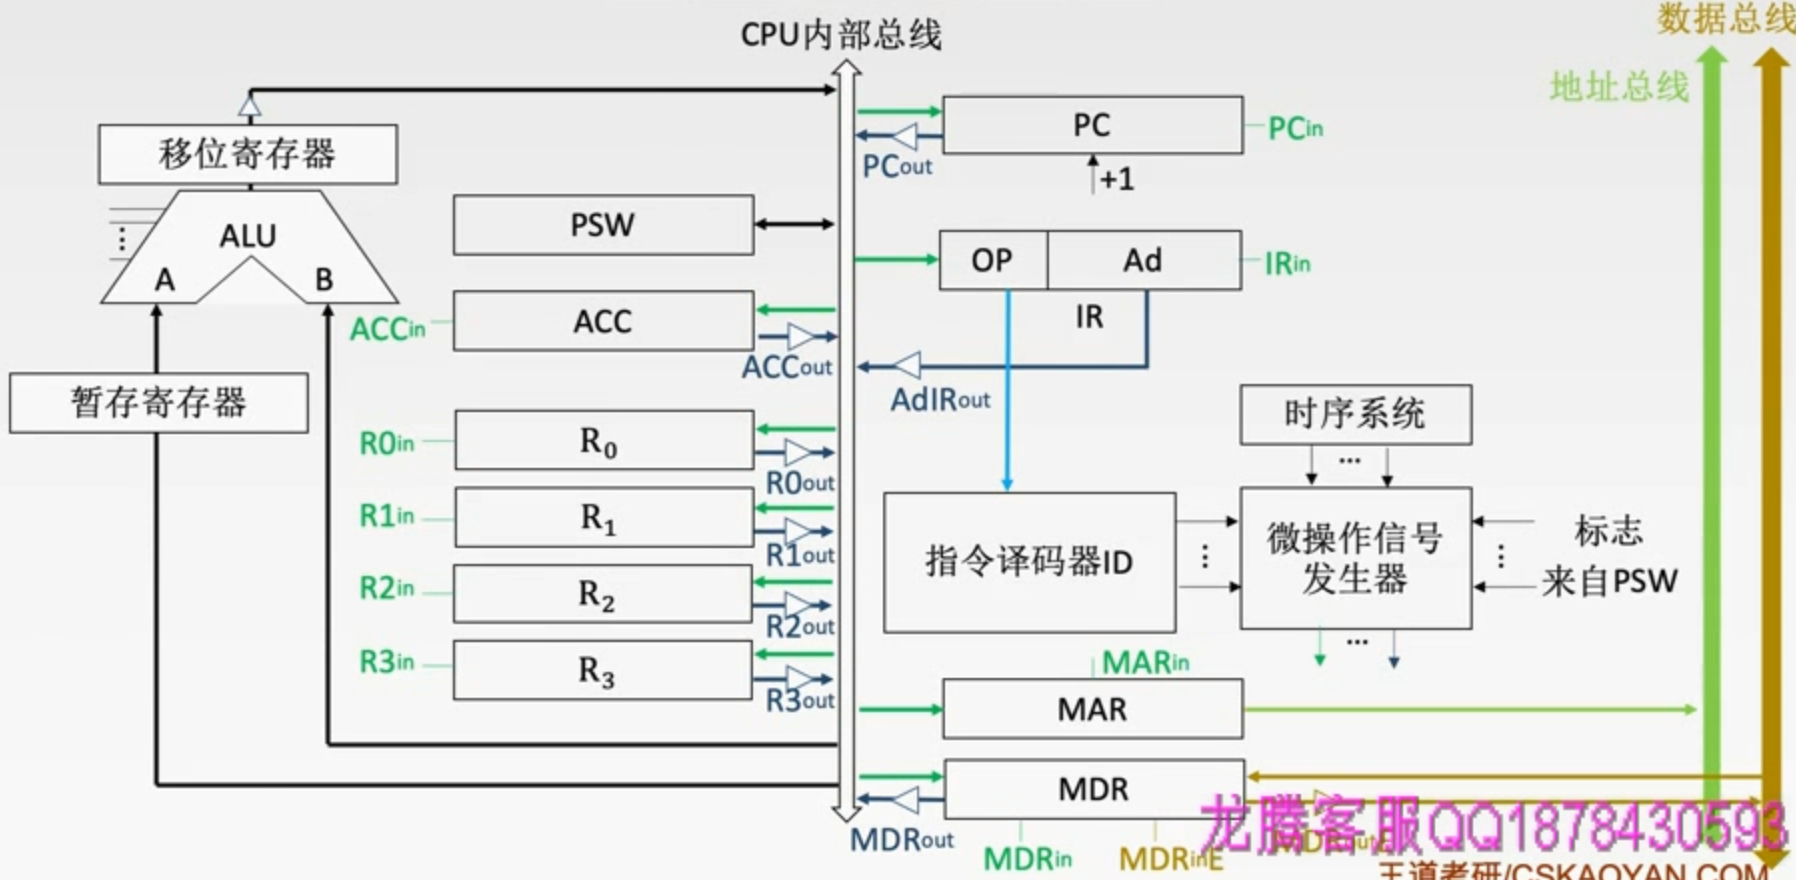 CPU内部总线
数据总线
地址总线
移位寄存器
PC
PCin
PCout
+1
PSW
ALU
A
B
OP
Ad
IRin
IR
ACCin
ACC
ACCout
AdIRout
暂存寄存器
时序系统
...
R0in
R0
R0out
R1in
R1
R1out
R2in
R2
R2out
R3in
R3
R3out
指令译码器ID
微操作信号
发生器
标志
来自PSW
...
MARin
MAR
MDR
MDRout
MDRin
MDRinE
龙腾客服QQ1878430593
王道考研/CSKAOYAN.COM